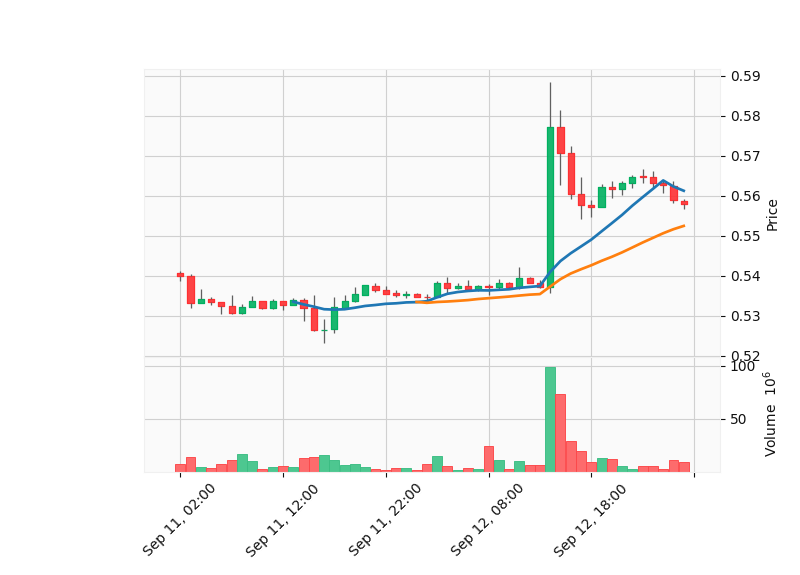 0.59
0.58
0.57
0.56
0.55
0.54
0.53
0.52
Price
100
50
Volume 10⁶
Sep 11, 02:00
Sep 11, 12:00
Sep 11, 22:00
Sep 12, 08:00
Sep 12, 18:00